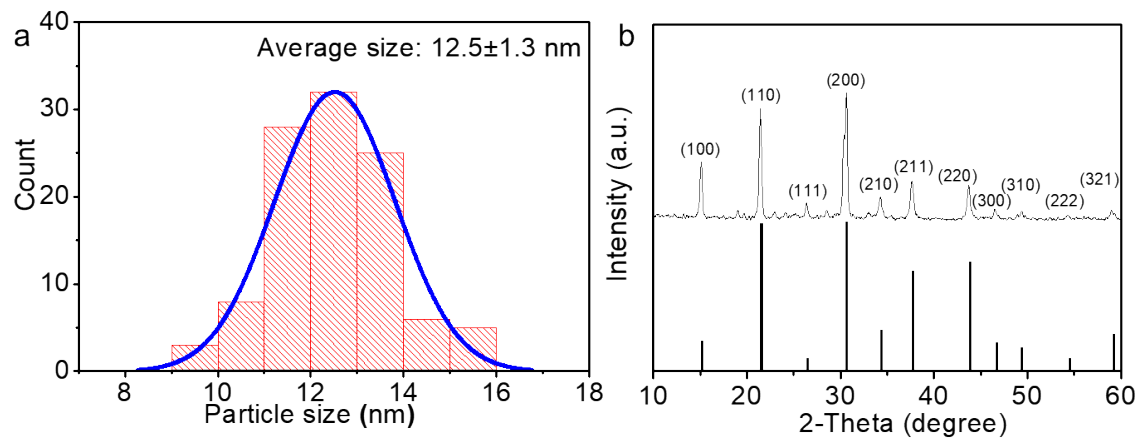 a
Average size: 12.5±1.3 nm
Count
40
30
20
10
0
8 10 12 14 16 18
Particle size (nm)
b
Intensity (a.u.)
(100)
(110)
(111)
(200)
(210)
(211)
(220)
(300)
(310)
(222)
(321)
10 20 30 40 50 60
2-Theta (degree)